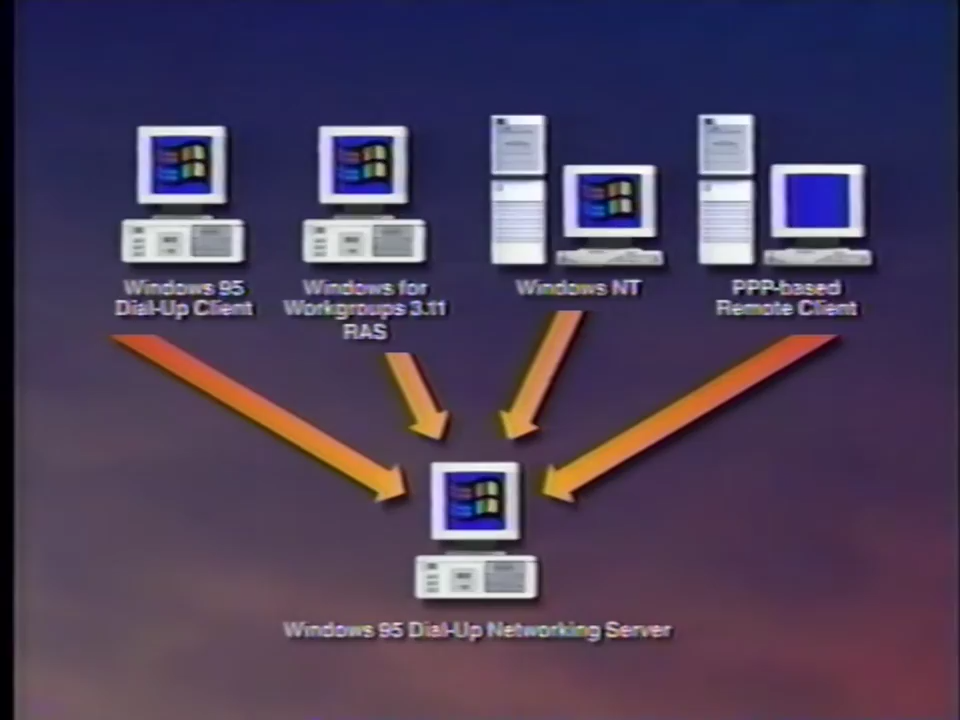 Windows 95
Dial-Up Client
Windows for
Workgroups 3.11
RAS
Windows NT
PPP-based
Remote Client
Windows 95 Dial-Up Networking Server